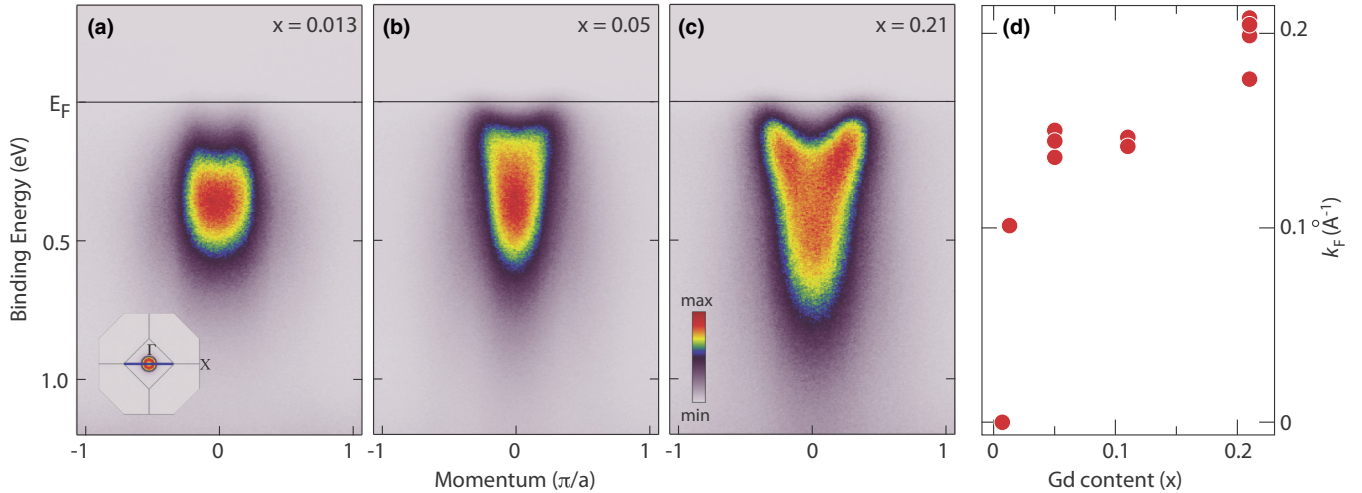 (a) x = 0.013
(b) x = 0.05
(c) x = 0.21
(d)
E_F
0.5
1.0
Binding Energy (eV)
Γ
X
max
min
-1 0 1
-1 0 1
-1 0 1
Momentum (π/a)
0.2
0.1
0
k_F (Å⁻¹)
0 0.1 0.2
Gd content (x)